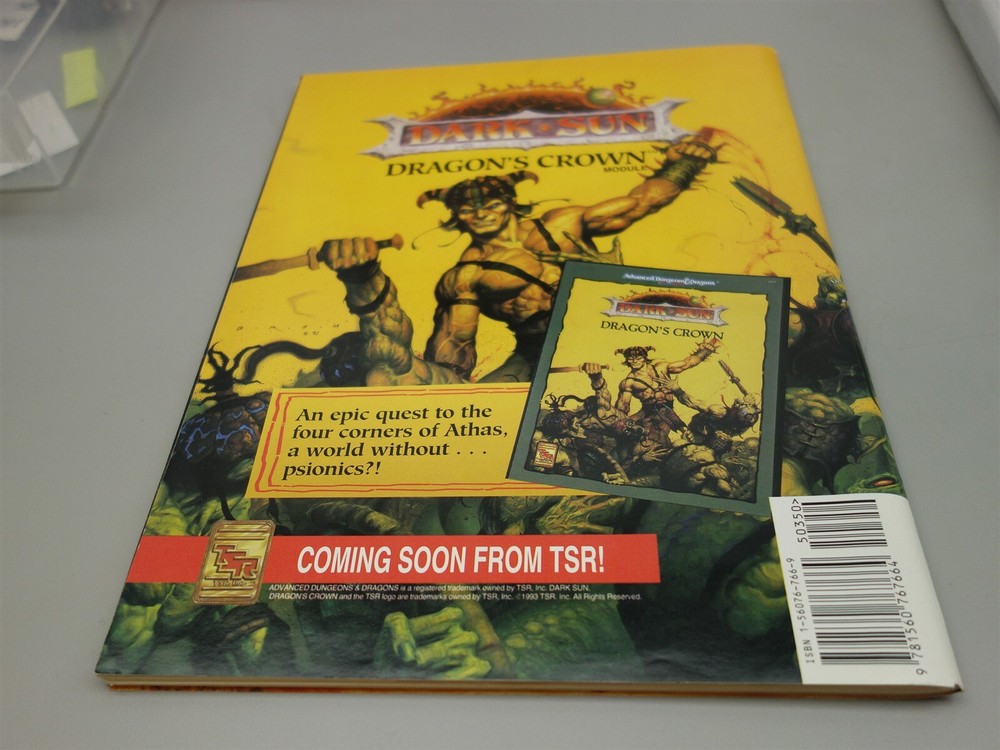 DARK SUN
DRAGON'S CROWN™
MODULE
Advanced Dungeons & Dragons
DARK SUN
DRAGON'S CROWN
An epic quest to the
four corners of Athas,
a world without . . .
psionics?!
TSR
COMING SOON FROM TSR!
ADVANCED DUNGEONS & DRAGONS is a registered trademark owned by TSR, Inc. DARK SUN,
DRAGON'S CROWN and the TSR logo are trademarks owned by TSR, Inc. ©1993 TSR, Inc. All Rights Reserved.
ISBN 1-56076-766-9
50350>
9 781560 767664